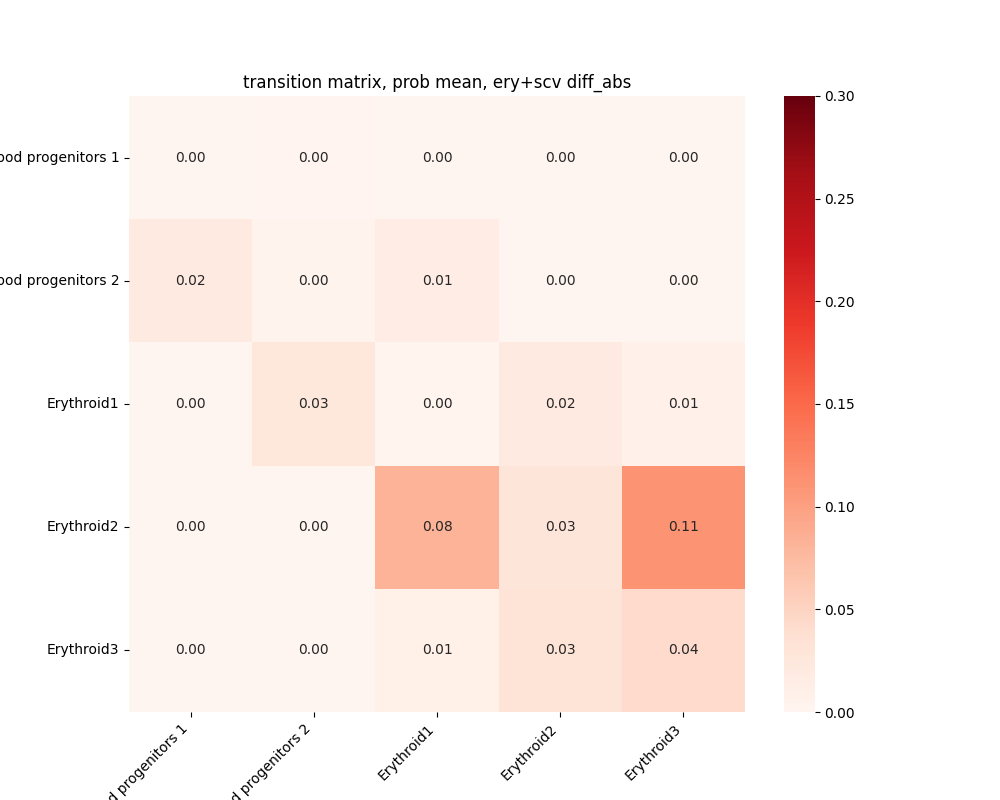 transition matrix, prob mean, ery+scv diff_abs
0.30
progenitors 1
0.00 0.00 0.00 0.00 0.00
0.25
progenitors 2
0.02 0.00 0.01 0.00 0.00
0.20
Erythroid1
0.00 0.03 0.00 0.02 0.01
0.15
0.10
Erythroid2
0.00 0.00 0.08 0.03 0.11
0.05
Erythroid3
0.00 0.00 0.01 0.03 0.04
0.00
progenitors 1
progenitors 2
Erythroid1
Erythroid2
Erythroid3